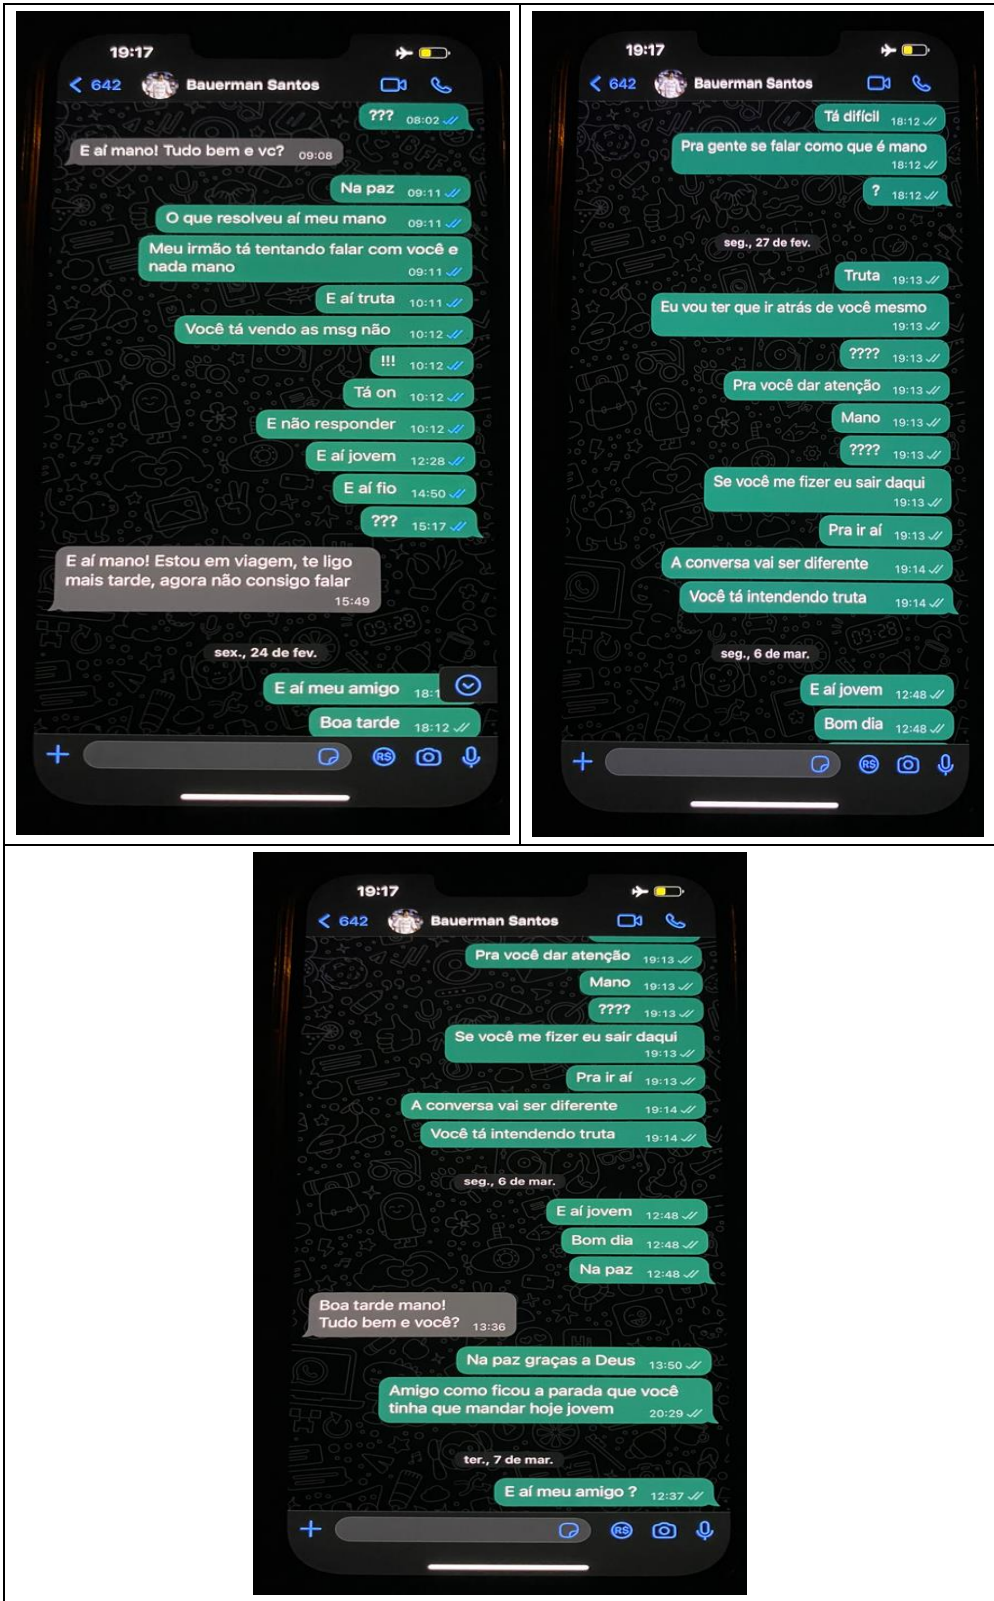 19:17
642 Bauerman Santos
??? 08:02
E aí mano! Tudo bem e vc? 09:08
Na paz 09:11
O que resolveu aí meu mano 09:11
Meu irmão tá tentando falar com você e
nada mano 09:11
E aí truta 10:11
Você tá vendo as msg não 10:12
!!! 10:12
Tá on 10:12
E não responder 10:12
E aí jovem 12:28
E aí fio 14:50
??? 15:17
E aí mano! Estou em viagem, te ligo
mais tarde, agora não consigo falar
15:49
sex., 24 de fev.
E aí meu amigo 18:1
Boa tarde 18:12
R$
19:17
642 Bauerman Santos
Tá difícil 18:12
Pra gente se falar como que é mano
18:12
? 18:12
seg., 27 de fev.
Truta 19:13
Eu vou ter que ir atrás de você mesmo
19:13
???? 19:13
Pra você dar atenção 19:13
Mano 19:13
???? 19:13
Se você me fizer eu sair daqui
19:13
Pra ir aí 19:13
A conversa vai ser diferente 19:14
Você tá intendendo truta 19:14
seg., 6 de mar.
E aí jovem 12:48
Bom dia 12:48
R$
19:17
642 Bauerman Santos
Pra você dar atenção 19:13
Mano 19:13
???? 19:13
Se você me fizer eu sair daqui
19:13
Pra ir aí 19:13
A conversa vai ser diferente 19:14
Você tá intendendo truta 19:14
seg., 6 de mar.
E aí jovem 12:48
Bom dia 12:48
Na paz 12:48
Boa tarde mano!
Tudo bem e você? 13:36
Na paz graças a Deus 13:50
Amigo como ficou a parada que você
tinha que mandar hoje jovem 20:29
ter., 7 de mar.
E aí meu amigo ? 12:37
R$